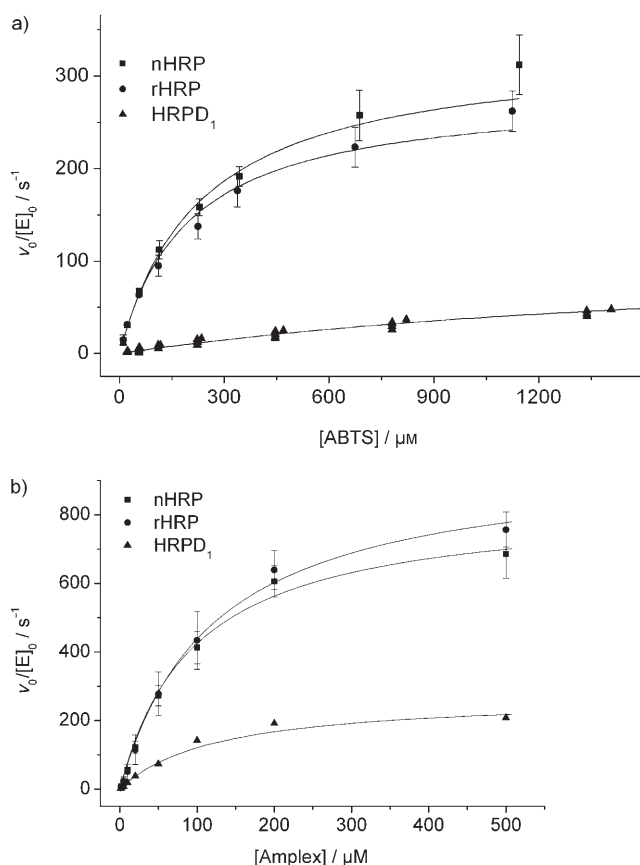 a)
nHRP
rHRP
HRPD₁
300
200
100
0
v₀/[E]₀ / s⁻¹
0 300 600 900 1200
[ABTS] / μM
b)
nHRP
rHRP
HRPD₁
800
600
400
200
0
v₀/[E]₀ / s⁻¹
0 100 200 300 400 500
[Amplex] / μM